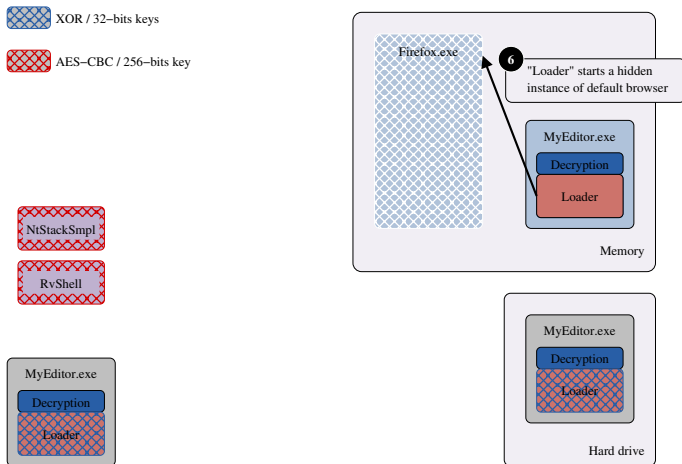 XOR / 32−bits keys
AES−CBC / 256−bits key
Firefox.exe
6
"Loader" starts a hidden
instance of default browser
MyEditor.exe
Decryption
Loader
Memory
NtStackSmpl
RvShell
MyEditor.exe
Decryption
Loader
MyEditor.exe
Decryption
Loader
Hard drive